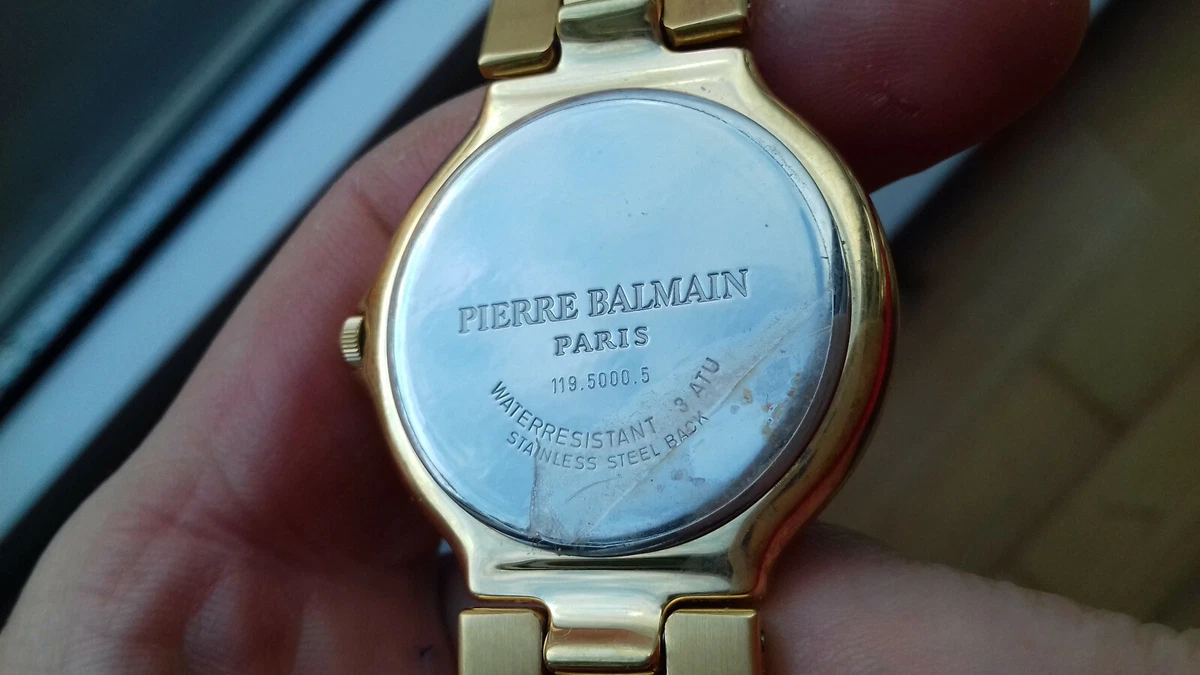 PIERRE BALMAIN
PARIS
119.5000.5
WATERRESISTANT 3 ATU
STAINLESS STEEL BACK